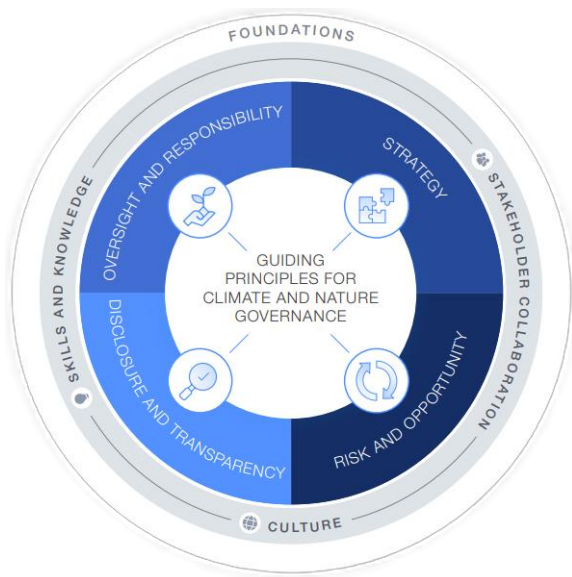 FOUNDATIONS
OVERSIGHT AND RESPONSIBILITY
STRATEGY
SKILLS AND KNOWLEDGE
STAKEHOLDER COLLABORATION
GUIDING
PRINCIPLES FOR
CLIMATE AND NATURE
GOVERNANCE
DISCLOSURE AND TRANSPARENCY
RISK AND OPPORTUNITY
CULTURE